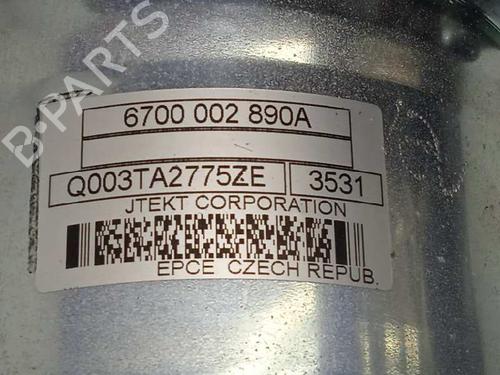 B-PARTS
6700 002 890A
Q003TA2775ZE 3531
JTEKT CORPORATION
EPCE CZECH REPUB.